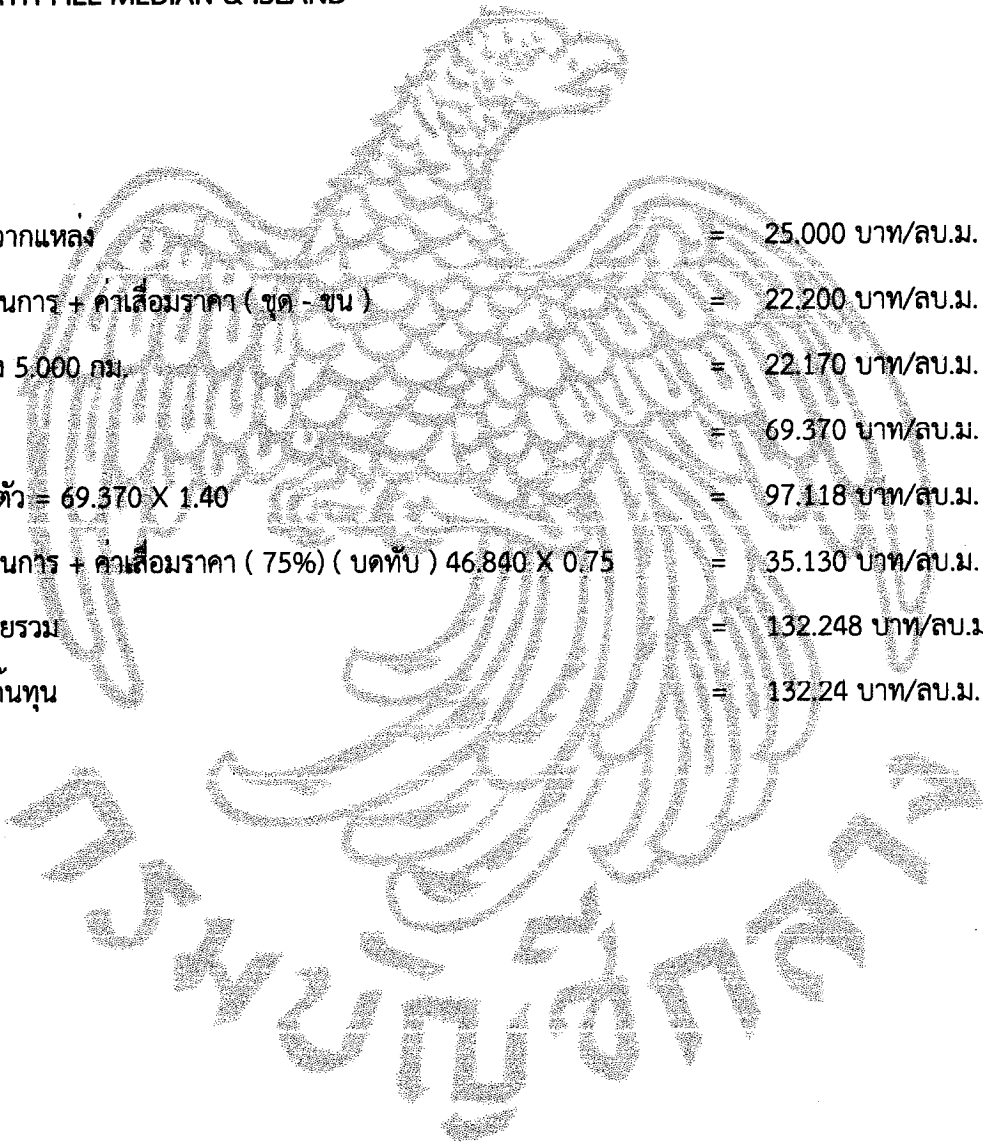 EARTH FILL MEDIAN & ISLAND
จากแหล่ง = 25.000 บาท/ลบ.ม.
นการ + ค่าเสื่อมราคา ( ขุด - ขน ) = 22.200 บาท/ลบ.ม.
5.000 กม. = 22.170 บาท/ลบ.ม.
= 69.370 บาท/ลบ.ม.
ตัว = 69.370 X 1.40 = 97.118 บาท/ลบ.ม.
นการ + ค่าเสื่อมราคา ( 75%) ( บดทับ ) 46.840 X 0.75 = 35.130 บาท/ลบ.ม.
ยรวม = 132.248 บาท/ลบ.ม
ต้นทุน = 132.24 บาท/ลบ.ม.
กรมบัญชีกลาง